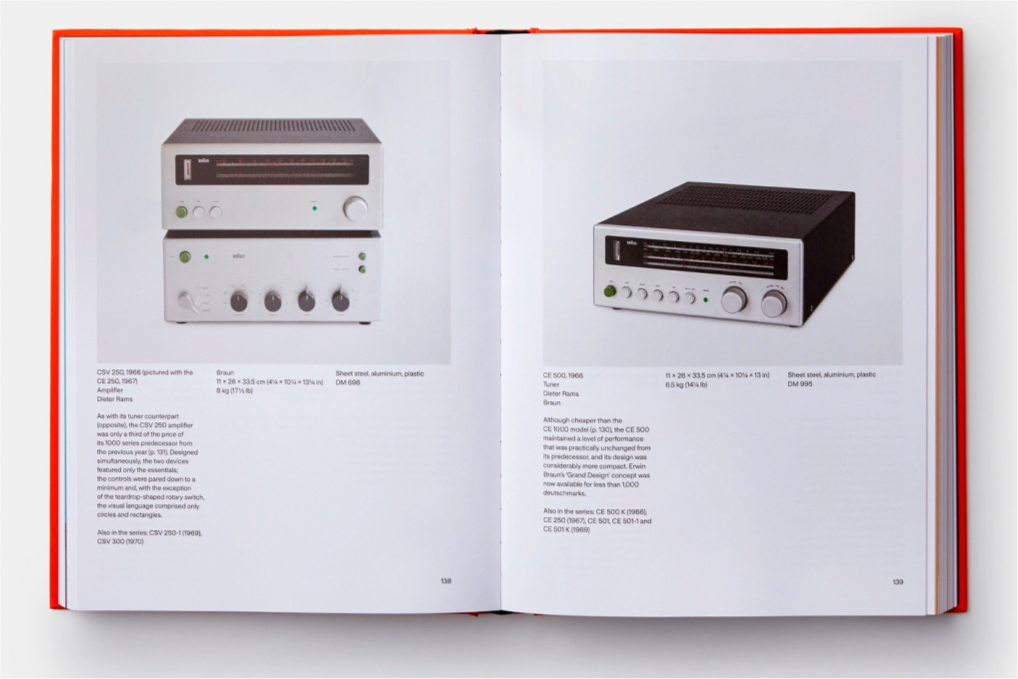 BRAUN
BRAUN
CSV 250, 1966 (pictured with the
CE 250, 1967)
Amplifier
Dieter Rams
Braun
11 × 26 × 33.5 cm (4¼ × 10¼ × 13¼ in)
8 kg (17½ lb)
Sheet steel, aluminium, plastic
DM 698
As with its tuner counterpart
(opposite), the CSV 250 amplifier
was only a third of the price of
its 1000 series predecessor from
the previous year (p. 131). Designed
simultaneously, the two devices
featured only the essentials;
the controls were pared down to a
minimum and, with the exception
of the teardrop-shaped rotary switch,
the visual language comprised only
circles and rectangles.
Also in the series: CSV 250-1 (1969),
CSV 300 (1970)
138
BRAUN
CE 500, 1966
Tuner
Dieter Rams
Braun
11 × 26 × 33.5 cm (4¼ × 10¼ × 13 in)
6.5 kg (14¼ lb)
Sheet steel, aluminium, plastic
DM 995
Although cheaper than the
CE 1000 model (p. 130), the CE 500
maintained a level of performance
that was practically unchanged from
its predecessor, and its design was
considerably more compact. Erwin
Braun's 'Grand Design' concept was
now available for less than 1,000
deutschmarks.
Also in the series: CE 500 K (1966),
CE 250 (1967), CE 501, CE 501-1 and
CE 501 K (1969)
139